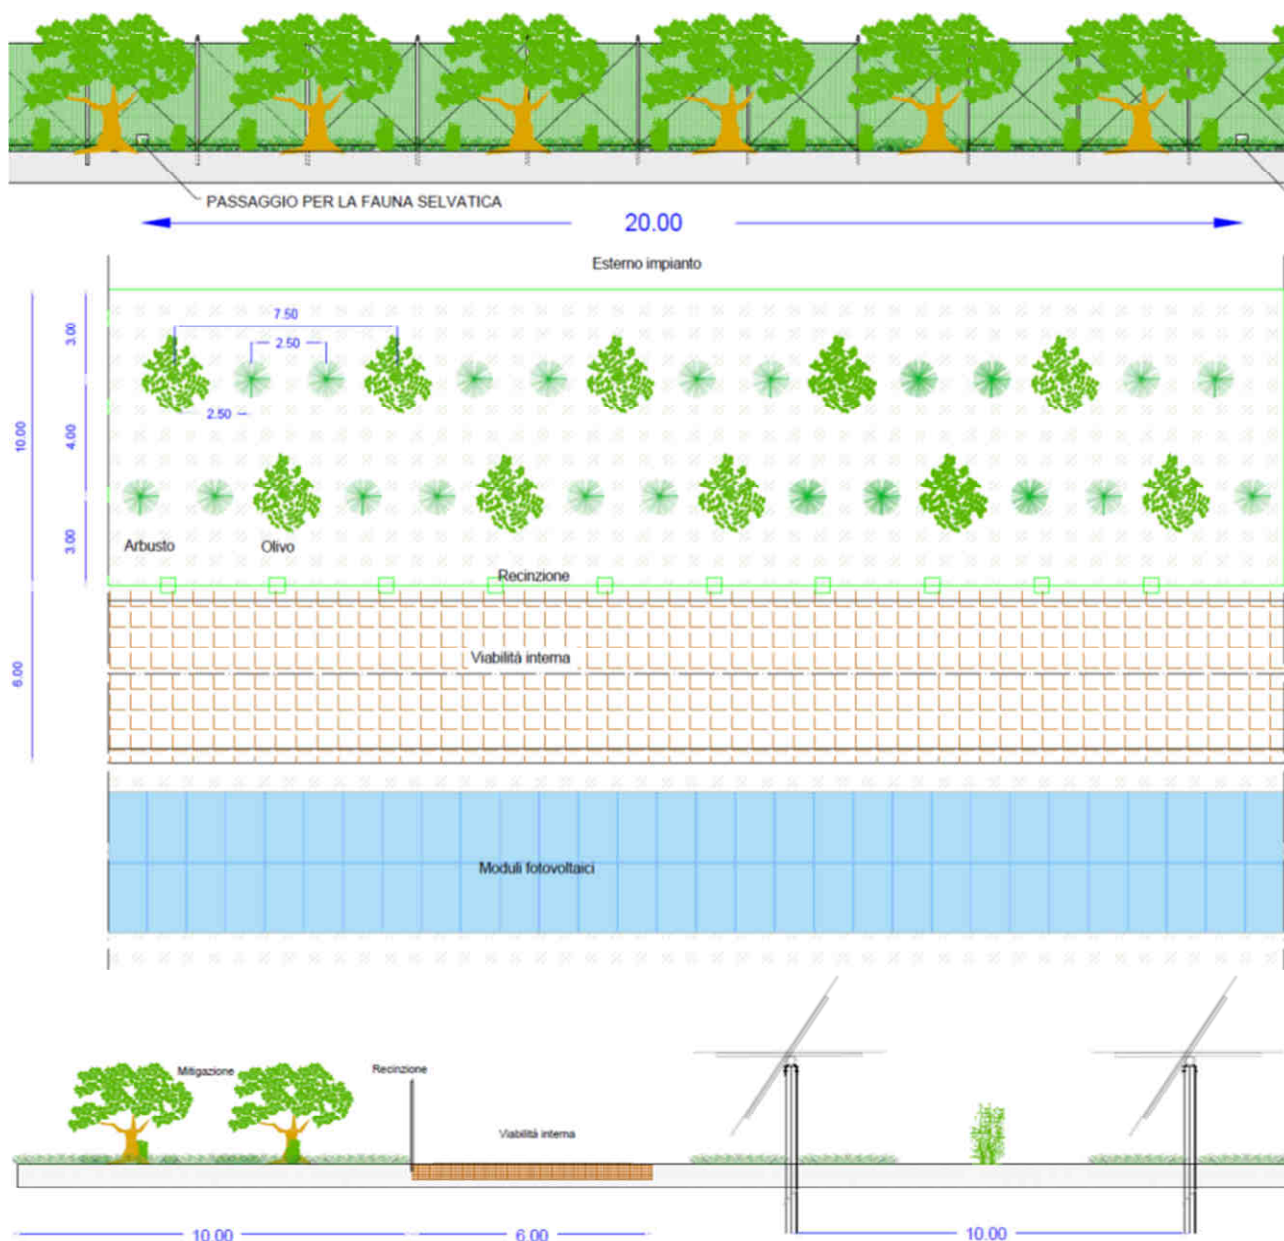 PASSAGGIO PER LA FAUNA SELVATICA
20.00
Esterno impianto
7.50
3.00
2.50
2.50
10.00
4.00
3.00
Arbusto
Olivo
Recinzione
Viabilità interna
6.00
Moduli fotovoltaici
Mitigazione
Recinzione
Viabilità interna
10.00
6.00
10.00